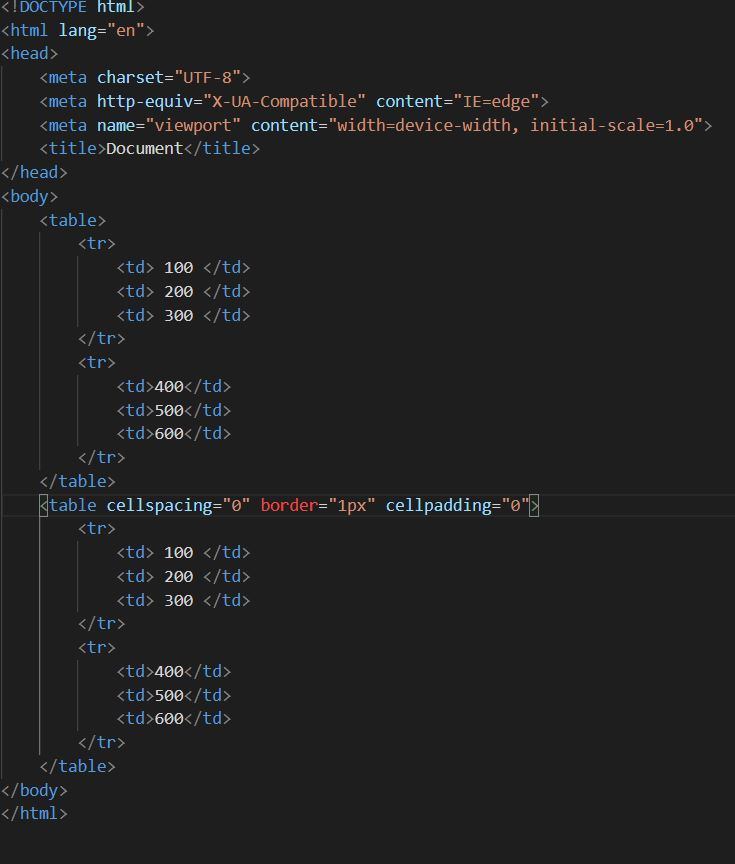 <!DOCTYPE html>
<html lang="en">
<head>
    <meta charset="UTF-8">
    <meta http-equiv="X-UA-Compatible" content="IE=edge">
    <meta name="viewport" content="width=device-width, initial-scale=1.0">
    <title>Document</title>
</head>
<body>
    <table>
        <tr>
            <td> 100 </td>
            <td> 200 </td>
            <td> 300 </td>
        </tr>
        <tr>
            <td>400</td>
            <td>500</td>
            <td>600</td>
        </tr>
    </table>
    <table cellspacing="0" border="1px" cellpadding="0">
        <tr>
            <td> 100 </td>
            <td> 200 </td>
            <td> 300 </td>
        </tr>
        <tr>
            <td>400</td>
            <td>500</td>
            <td>600</td>
        </tr>
    </table>
</body>
</html>